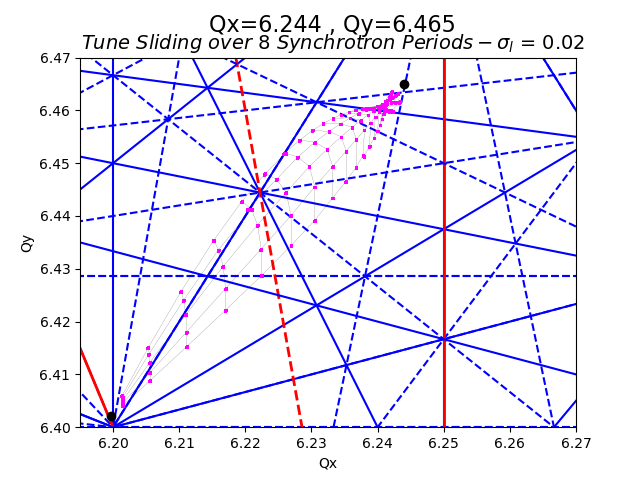 Qx=6.244 , Qy=6.465
Tune Sliding over 8 Synchrotron Periods − σl = 0.02
6.47
6.46
6.45
6.44
6.43
6.42
6.41
6.40
Qy
6.20 6.21 6.22 6.23 6.24 6.25 6.26 6.27
Qx